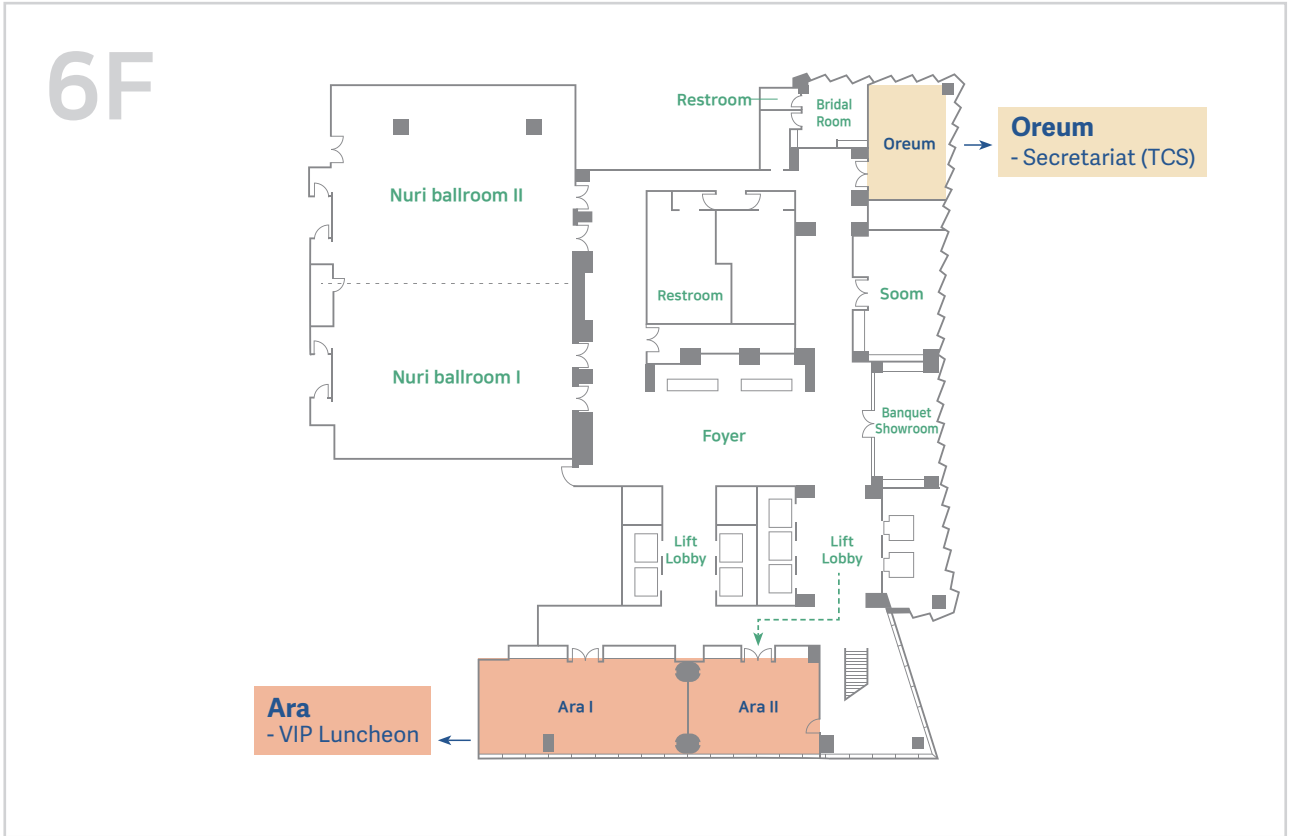 6F
Restroom
Bridal
Room
Oreum
Oreum
- Secretariat (TCS)
Nuri ballroom II
Restroom
Soom
Nuri ballroom I
Banquet
Showroom
Foyer
Lift
Lobby
Lift
Lobby
Ara
- VIP Luncheon
Ara I
Ara II